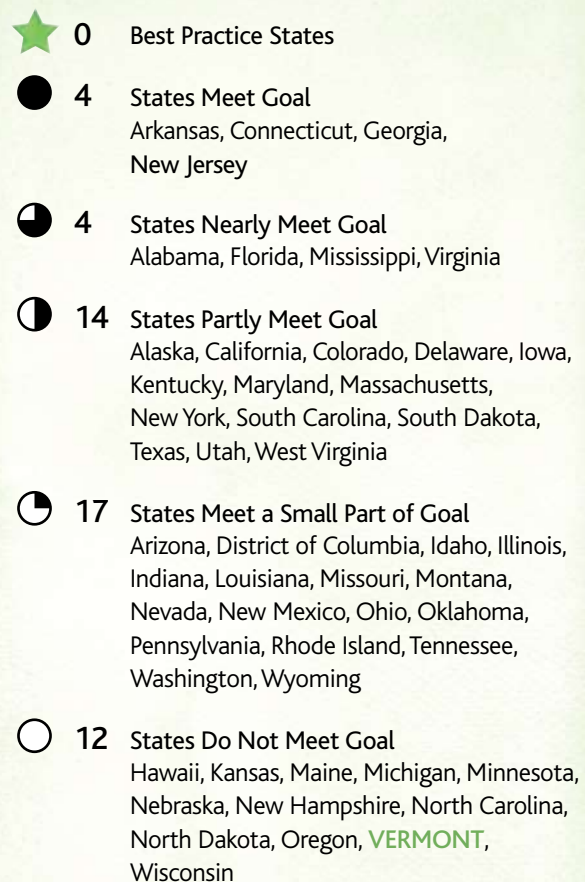 0 Best Practice States
4 States Meet Goal
Arkansas, Connecticut, Georgia,
New Jersey
4 States Nearly Meet Goal
Alabama, Florida, Mississippi, Virginia
14 States Partly Meet Goal
Alaska, California, Colorado, Delaware, Iowa,
Kentucky, Maryland, Massachusetts,
New York, South Carolina, South Dakota,
Texas, Utah, West Virginia
17 States Meet a Small Part of Goal
Arizona, District of Columbia, Idaho, Illinois,
Indiana, Louisiana, Missouri, Montana,
Nevada, New Mexico, Ohio, Oklahoma,
Pennsylvania, Rhode Island, Tennessee,
Washington, Wyoming
12 States Do Not Meet Goal
Hawaii, Kansas, Maine, Michigan, Minnesota,
Nebraska, New Hampshire, North Carolina,
North Dakota, Oregon, VERMONT,
Wisconsin